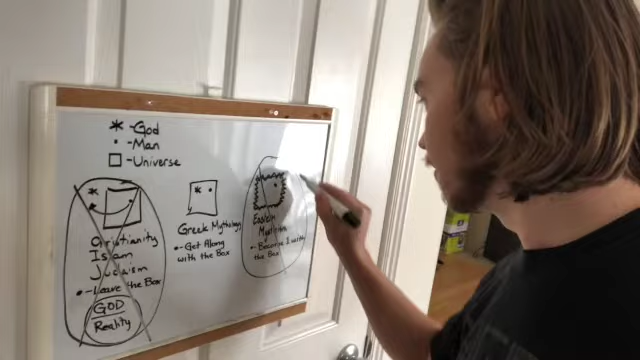 * -God
• -Man
□ -Universe
Christianity
Islam
Judaism
• -Leave the Box
GOD
Reality
Greek Mythology
• -Get Along
with the Box
Eastern
Mysticism
• -Become 1 with
the Box